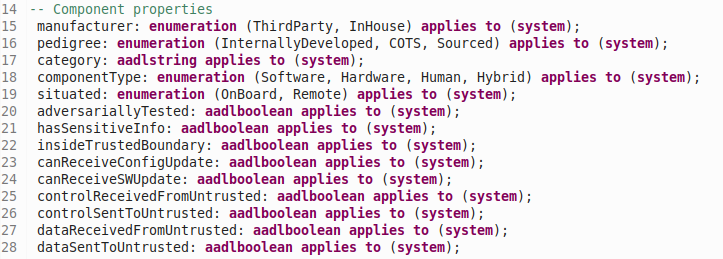 14 -- Component properties
15 manufacturer: enumeration (ThirdParty, InHouse) applies to (system);
16 pedigree: enumeration (InternallyDeveloped, COTS, Sourced) applies to (system);
17 category: aadlstring applies to (system);
18 componentType: enumeration (Software, Hardware, Human, Hybrid) applies to (system);
19 situated: enumeration (OnBoard, Remote) applies to (system);
20 adversariallyTested: aadlboolean applies to (system);
21 hasSensitiveInfo: aadlboolean applies to (system);
22 insideTrustedBoundary: aadlboolean applies to (system);
23 canReceiveConfigUpdate: aadlboolean applies to (system);
24 canReceiveSWUpdate: aadlboolean applies to (system);
25 controlReceivedFromUntrusted: aadlboolean applies to (system);
26 controlSentToUntrusted: aadlboolean applies to (system);
27 dataReceivedFromUntrusted: aadlboolean applies to (system);
28 dataSentToUntrusted: aadlboolean applies to (system);